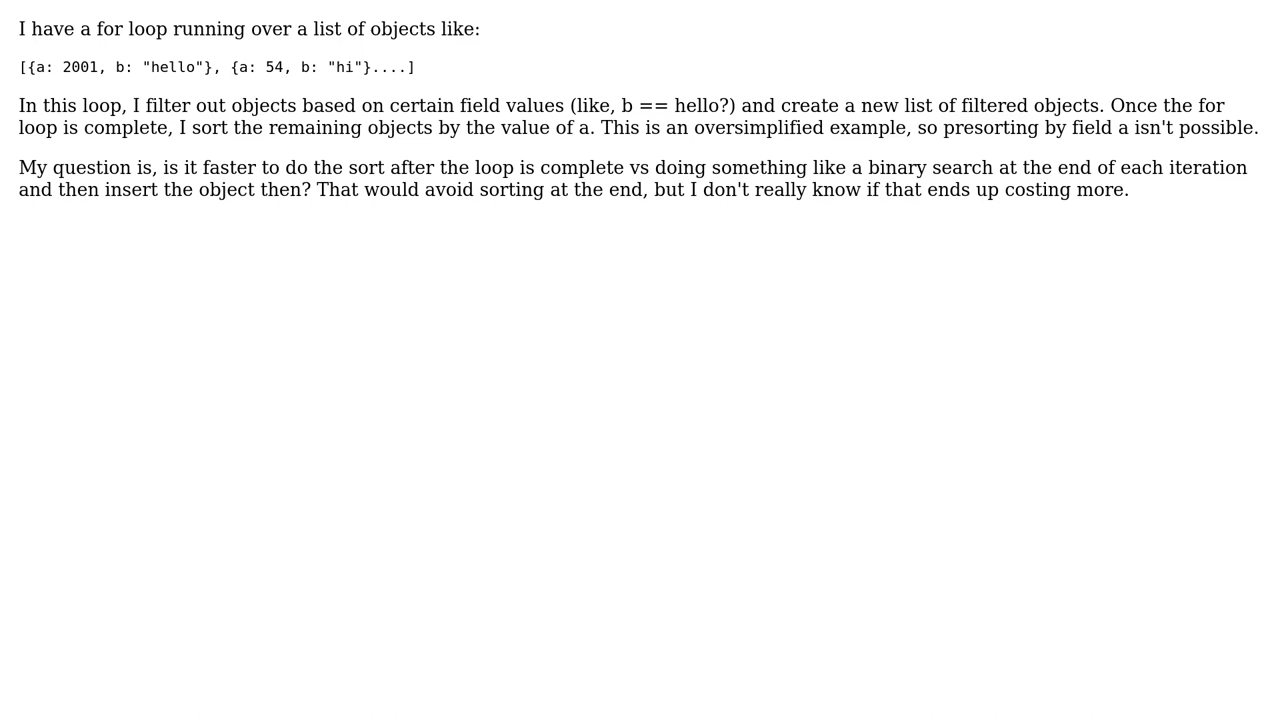 I have a for loop running over a list of objects like:
[{a: 2001, b: "hello"}, {a: 54, b: "hi"}....]
In this loop, I filter out objects based on certain field values (like, b == hello?) and create a new list of filtered objects. Once the for
loop is complete, I sort the remaining objects by the value of a. This is an oversimplified example, so presorting by field a isn't possible.
My question is, is it faster to do the sort after the loop is complete vs doing something like a binary search at the end of each iteration
and then insert the object then? That would avoid sorting at the end, but I don't really know if that ends up costing more.